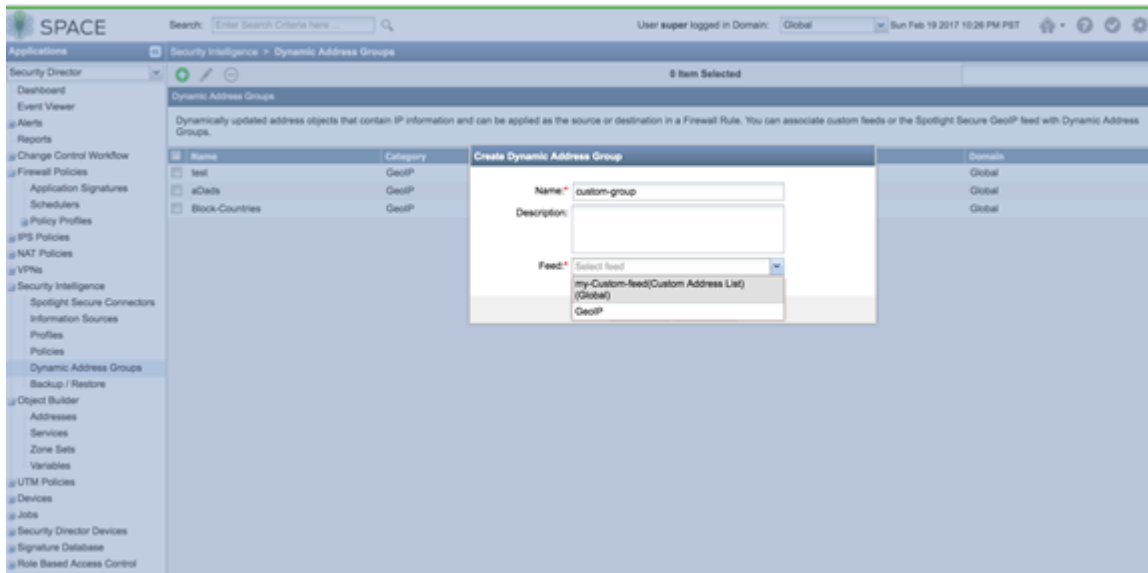 SPACE
Search: Enter Search Criteria here ...
User super logged in Domain: Global
Sun Feb 19 2017 10:26 PM PST
Applications
Security Intelligence > Dynamic Address Groups
Security Director
0 Item Selected
Dashboard
Event Viewer
Alerts
Reports
Change Control Workflow
Firewall Policies
Application Signatures
Schedulers
Policy Profiles
IPS Policies
NAT Policies
VPNs
Security Intelligence
Spotlight Secure Connectors
Information Sources
Profiles
Policies
Dynamic Address Groups
Backup / Restore
Object Builder
Addresses
Services
Zone Sets
Variables
UTM Policies
Devices
Jobs
Security Director Devices
Signature Database
Role Based Access Control
Dynamic Address Groups
Dynamically updated address objects that contain IP information and can be applied as the source or destination in a Firewall Rule. You can associate custom feeds or the Spotlight Secure GeoIP feed with Dynamic Address
Groups.
Name Category Domain
test GeoIP Global
aDads GeoIP Global
Block-Countries GeoIP Global
Create Dynamic Address Group
Name:* custom-group
Description:
Feed:* Select feed
my-Custom-feed(Custom Address List)
(Global)
GeoIP